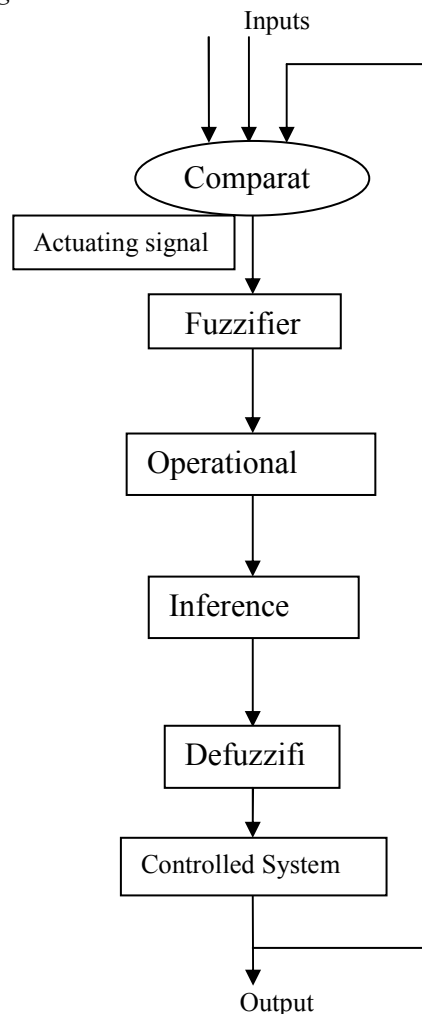 Inputs
Comparat
Actuating signal
Fuzzifier
Operational
Inference
Defuzzifi
Controlled System
Output